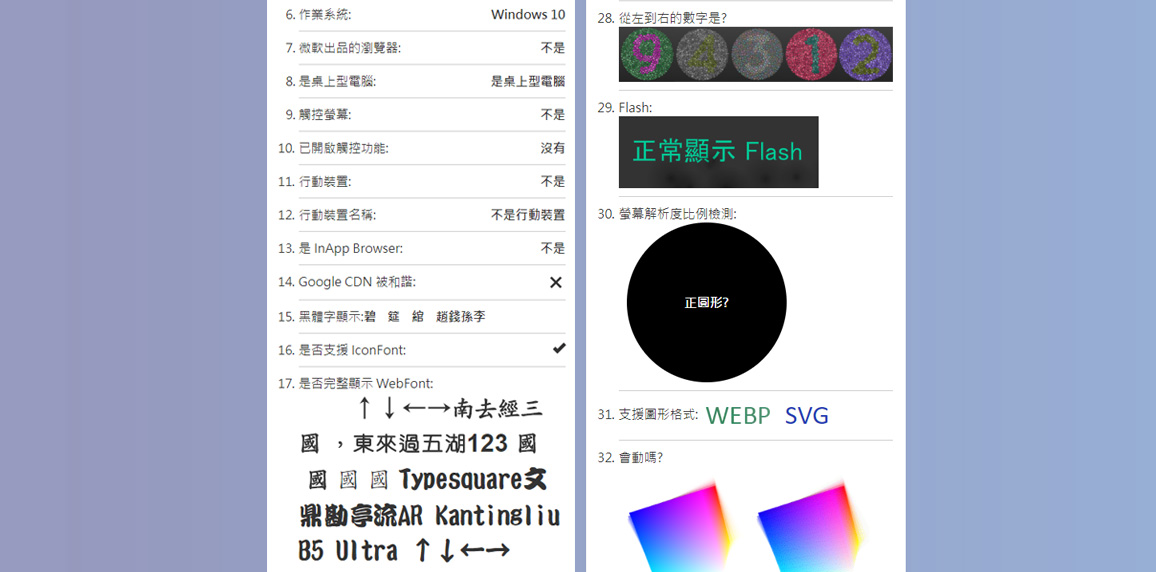 6. 作業系統: Windows 10
7. 微軟出品的瀏覽器: 不是
8. 是桌上型電腦: 是桌上型電腦
9. 觸控螢幕: 不是
10. 已開啟觸控功能: 沒有
11. 行動裝置: 不是
12. 行動裝置名稱: 不是行動裝置
13. 是 InApp Browser: 不是
14. Google CDN 被和諧:
15. 黑體字顯示:碧 筵 綰 趙錢孫李
16. 是否支援 IconFont:
17. 是否完整顯示 WebFont:
↑↓←→南去經三
國 ，東來過五湖123 國
國 國 國 Typesquare文
鼎勘亭流AR Kantingliu
B5 Ultra ↑↓←→
28. 從左到右的數字是?
9 4 3 1 2
29. Flash:
正常顯示 Flash
30. 螢幕解析度比例檢測:
正圓形?
31. 支援圖形格式: WEBP SVG
32. 會動嗎?